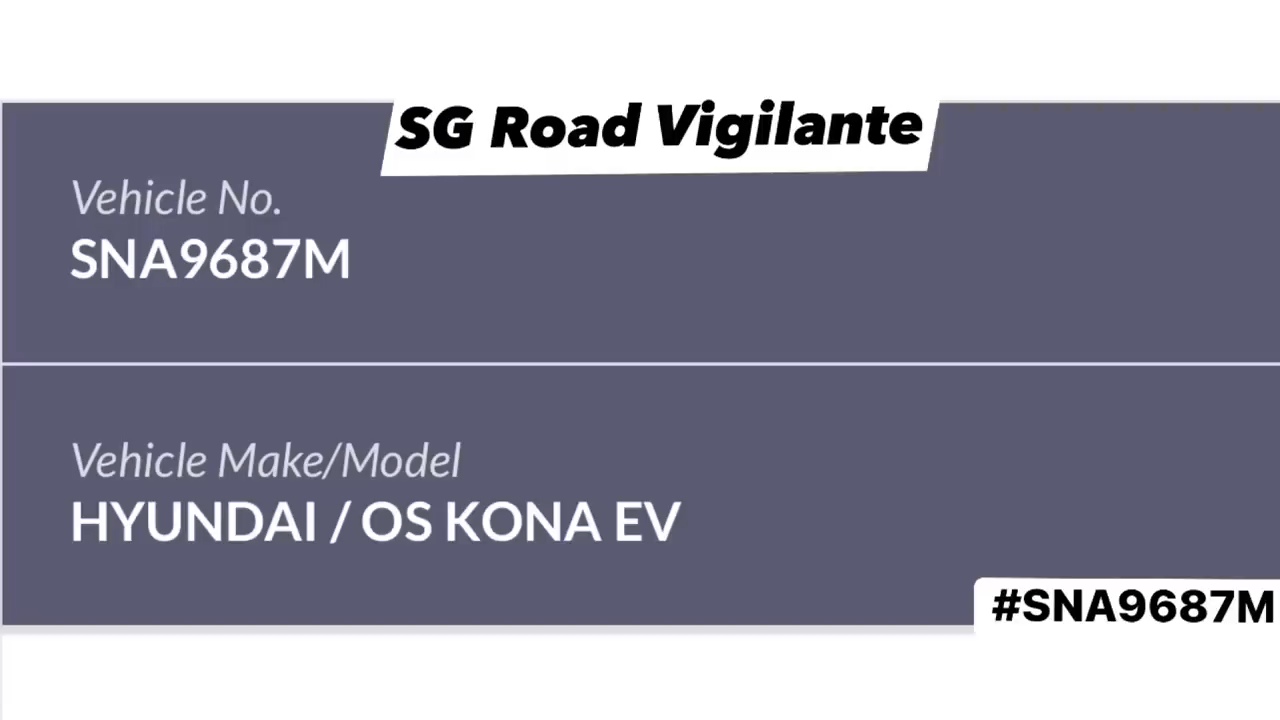 SG Road Vigilante
Vehicle No.
SNA9687M
Vehicle Make/Model
HYUNDAI / OS KONA EV
#SNA9687M